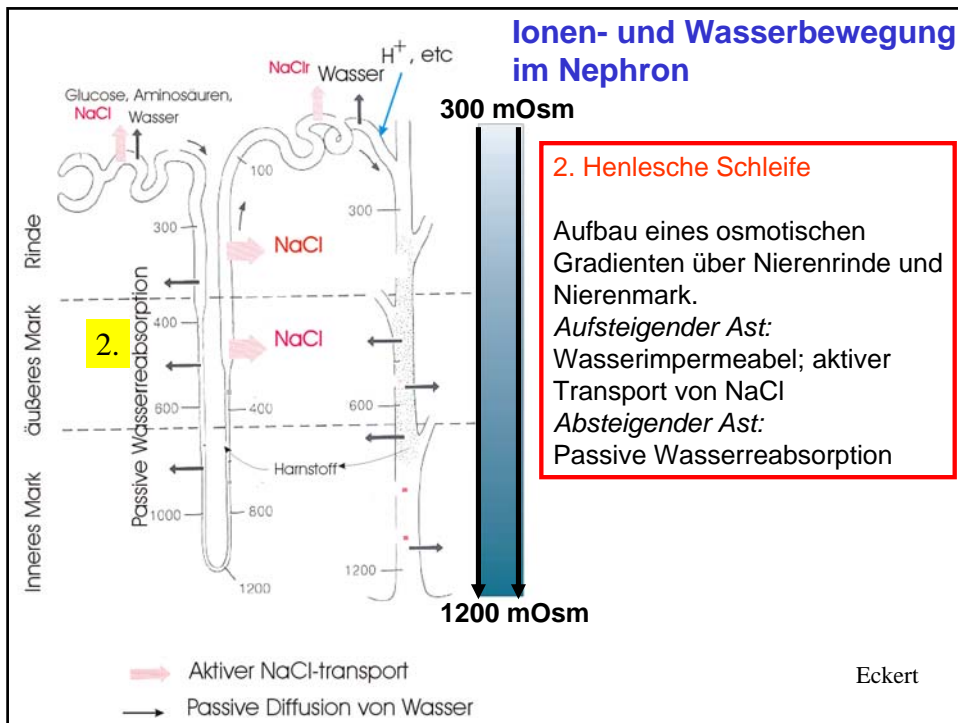 Ionen- und Wasserbewegung
im Nephron
NaClr Wasser H⁺, etc
Glucose, Aminosäuren,
NaCl Wasser
300 mOsm
2. Henlesche Schleife
Aufbau eines osmotischen
Gradienten über Nierenrinde und
Nierenmark.
Aufsteigender Ast:
Wasserimpermeabel; aktiver
Transport von NaCl
Absteigender Ast:
Passive Wasserreabsorption
Rinde
äußeres Mark
Inneres Mark
2.
Passive Wasserreabsorption
100
300
300
NaCl
400
NaCl
600
400
600
Harnstoff
1000
800
1200
1200
1200 mOsm
Aktiver NaCl-transport
Passive Diffusion von Wasser
Eckert